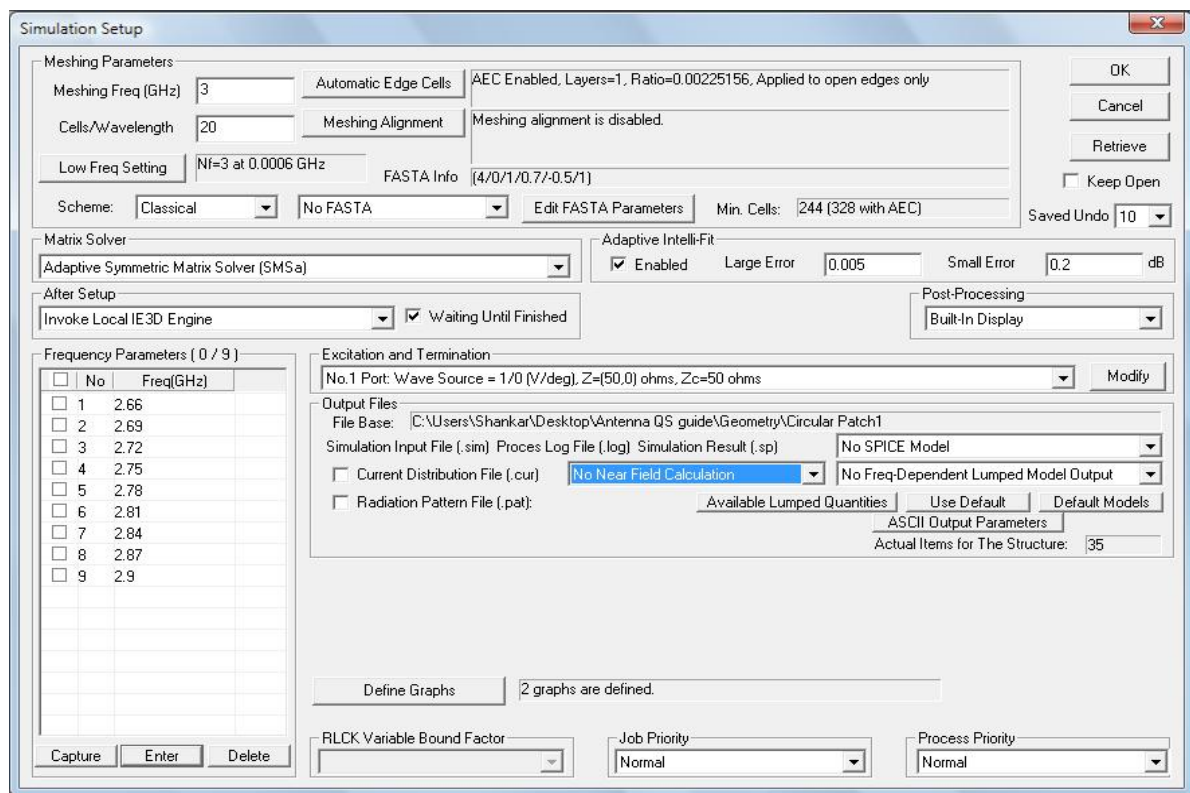 Simulation Setup
Meshing Parameters
Meshing Freq (GHz) 3 Automatic Edge Cells AEC Enabled, Layers=1, Ratio=0.00225156, Applied to open edges only
Cells/Wavelength 20 Meshing Alignment Meshing alignment is disabled.
Low Freq Setting Nf=3 at 0.0006 GHz FASTA Info (4/0/1/0.7/-0.5/1)
Scheme: Classical No FASTA Edit FASTA Parameters Min. Cells: 244 (328 with AEC)
OK
Cancel
Retrieve
Keep Open
Saved Undo 10
Matrix Solver
Adaptive Symmetric Matrix Solver (SMSa)
Adaptive Intelli-Fit
Enabled Large Error 0.005 Small Error 0.2 dB
After Setup
Invoke Local IE3D Engine Waiting Until Finished
Post-Processing
Built-In Display
Frequency Parameters ( 0 / 9 )
No Freq(GHz)
1 2.66
2 2.69
3 2.72
4 2.75
5 2.78
6 2.81
7 2.84
8 2.87
9 2.9
Capture Enter Delete
Excitation and Termination
No.1 Port: Wave Source = 1/0 (V/deg), Z=(50,0) ohms, Zc=50 ohms Modify
Output Files
File Base: C:\Users\Shankar\Desktop\Antenna QS guide\Geometry\Circular Patch1
Simulation Input File (.sim) Proces Log File (.log) Simulation Result (.sp) No SPICE Model
Current Distribution File (.cur) No Near Field Calculation No Freq-Dependent Lumped Model Output
Radiation Pattern File (.pat): Available Lumped Quantities Use Default Default Models
ASCII Output Parameters
Actual Items for The Structure: 35
Define Graphs 2 graphs are defined.
RLCK Variable Bound Factor
Job Priority
Normal
Process Priority
Normal